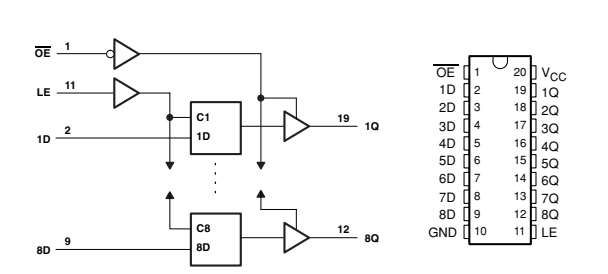 OE 1
LE 11
1D 2
C1
1D
19 1Q
C8
8D
8D 9
12 8Q
OE 1 20 VCC
1D 2 19 1Q
2D 3 18 2Q
3D 4 17 3Q
4D 5 16 4Q
5D 6 15 5Q
6D 7 14 6Q
7D 8 13 7Q
8D 9 12 8Q
GND 10 11 LE